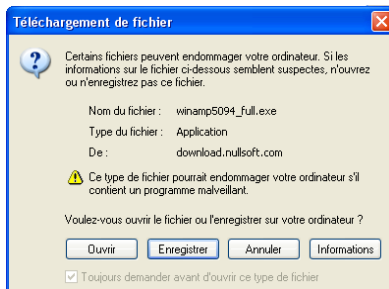 Téléchargement de fichier
Certains fichiers peuvent endommager votre ordinateur. Si les
informations sur le fichier ci-dessous semblent suspectes, n'ouvrez
ou n'enregistrez pas ce fichier.
Nom du fichier : winamp5094_full.exe
Type du fichier : Application
De : download.nullsoft.com
Ce type de fichier pourrait endommager votre ordinateur s'il
contient un programme malveillant.
Voulez-vous ouvrir le fichier ou l'enregistrer sur votre ordinateur ?
Ouvrir Enregistrer Annuler Informations
Toujours demander avant d'ouvrir ce type de fichier